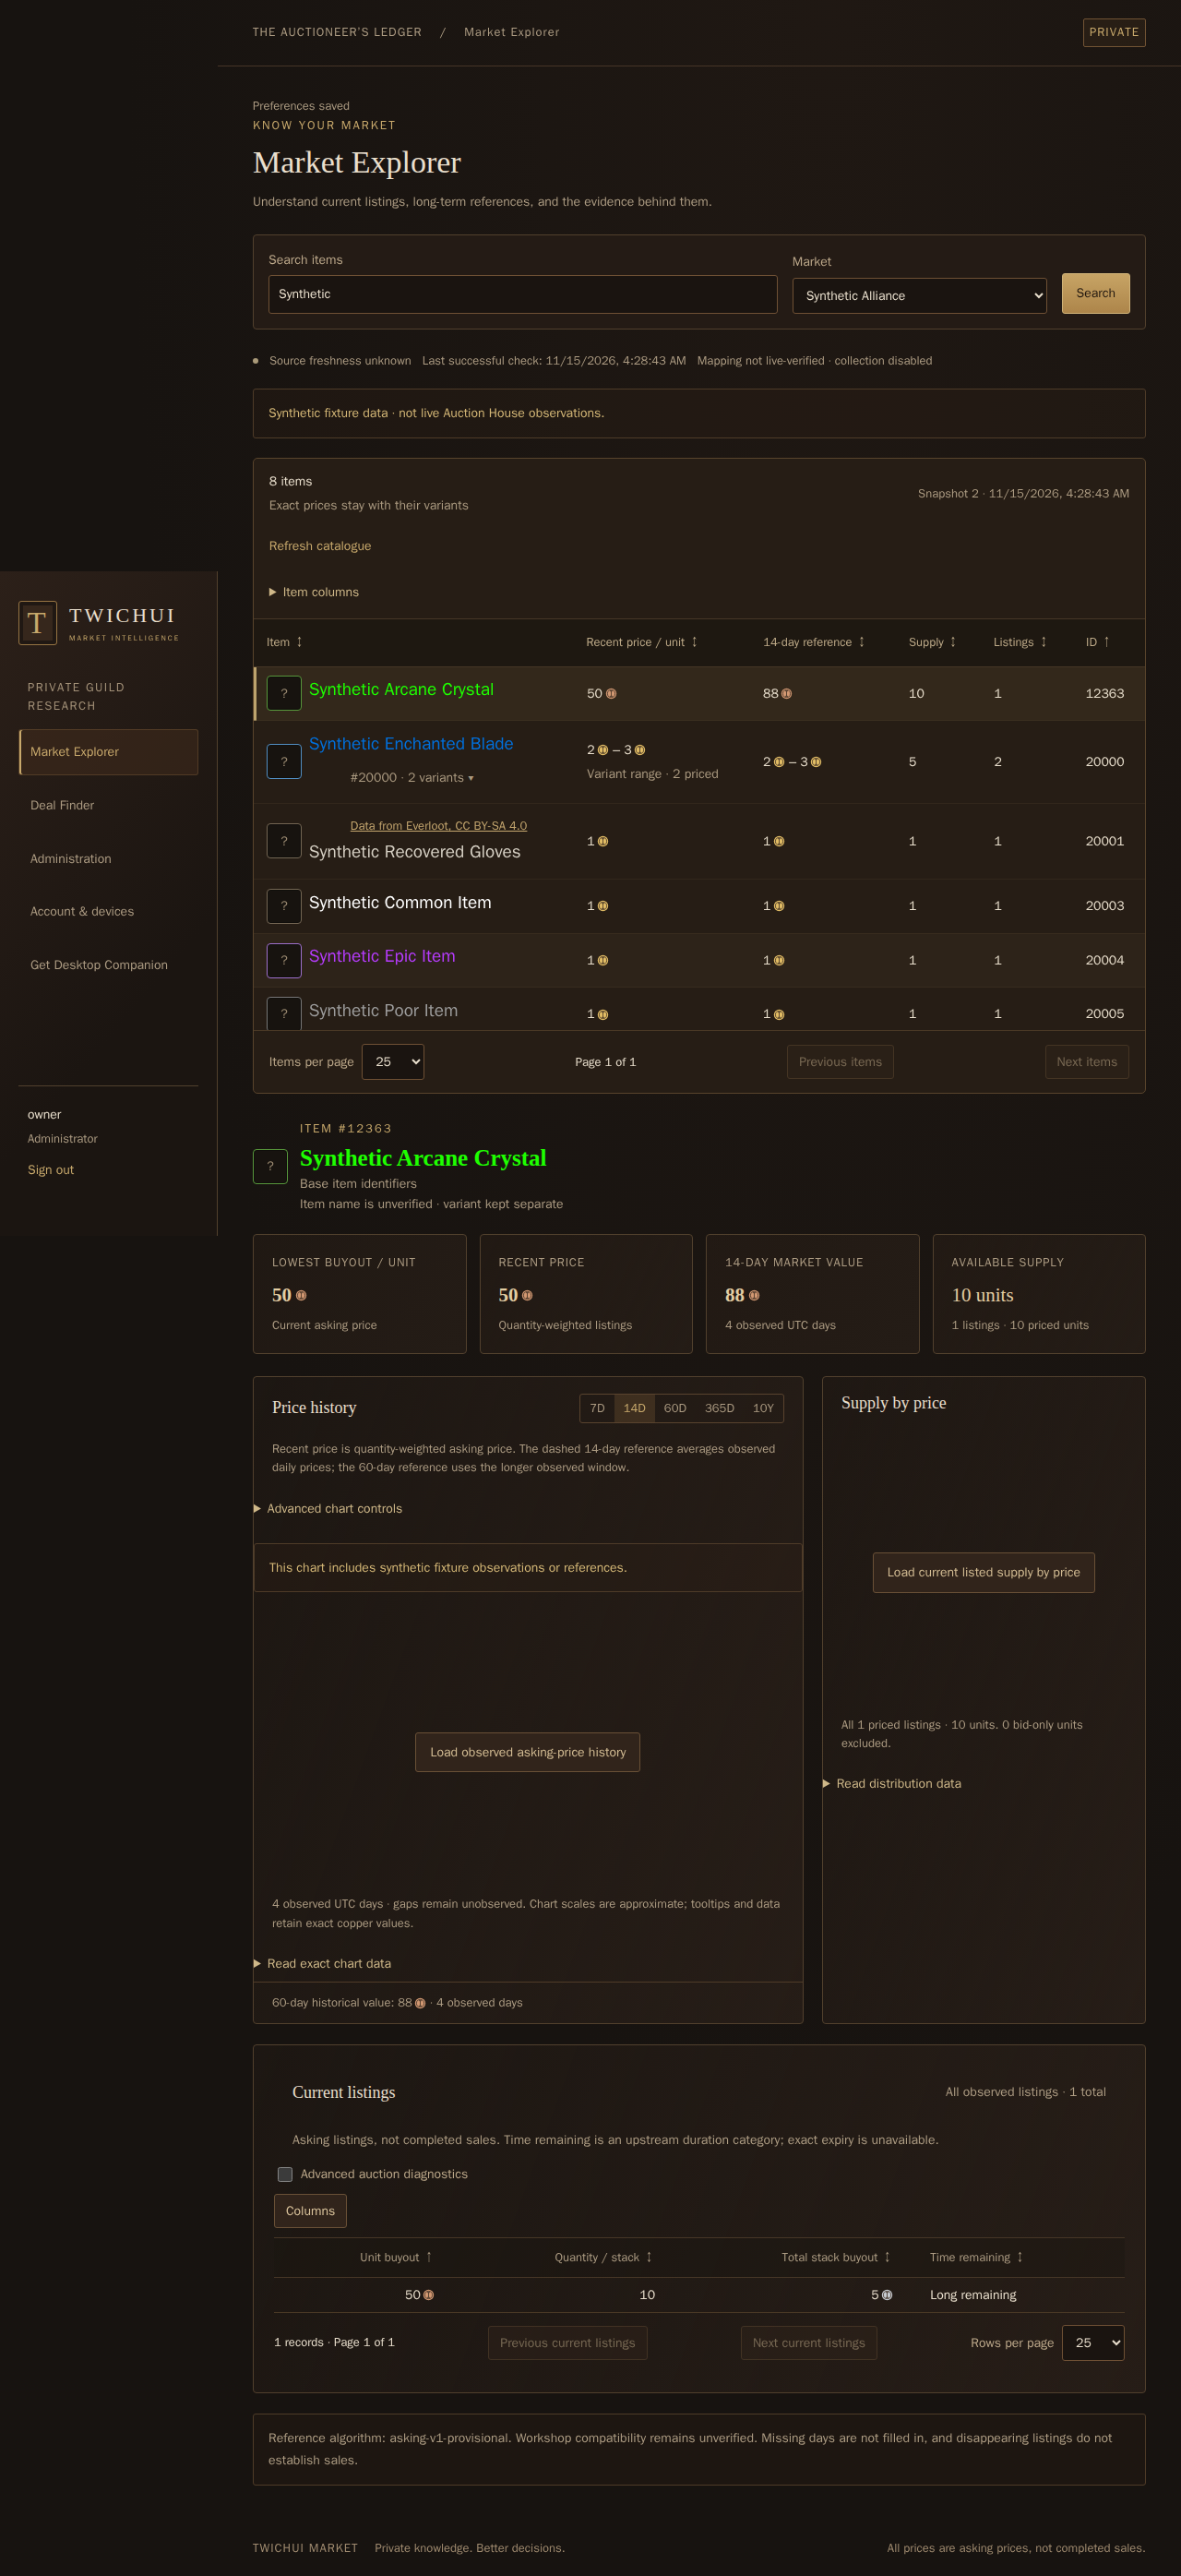 THE AUCTIONEER'S LEDGER / Market Explorer
PRIVATE
Preferences saved
KNOW YOUR MARKET
Market Explorer
Understand current listings, long-term references, and the evidence behind them.
Search items
Market
Synthetic
Synthetic Alliance
Search
Source freshness unknown Last successful check: 11/15/2026, 4:28:43 AM Mapping not live-verified · collection disabled
Synthetic fixture data · not live Auction House observations.
8 items
Exact prices stay with their variants
Snapshot 2 · 11/15/2026, 4:28:43 AM
Refresh catalogue
Item columns
T
TWICHUI
MARKET INTELLIGENCE
PRIVATE GUILD
RESEARCH
Market Explorer
Deal Finder
Administration
Account & devices
Get Desktop Companion
owner
Administrator
Sign out
Item ↕ Recent price / unit ↕ 14-day reference ↕ Supply ↕ Listings ↕ ID ↑
? Synthetic Arcane Crystal 50 88 10 1 12363
? Synthetic Enchanted Blade
#20000 · 2 variants ▾
2 – 3
Variant range · 2 priced
2 – 3 5 2 20000
Data from Everloot, CC BY-SA 4.0
? Synthetic Recovered Gloves 1 1 1 1 20001
? Synthetic Common Item 1 1 1 1 20003
? Synthetic Epic Item 1 1 1 1 20004
? Synthetic Poor Item 1 1 1 1 20005
Items per page 25 Page 1 of 1 Previous items Next items
ITEM #12363
? Synthetic Arcane Crystal
Base item identifiers
Item name is unverified · variant kept separate
LOWEST BUYOUT / UNIT
50
Current asking price
RECENT PRICE
50
Quantity-weighted listings
14-DAY MARKET VALUE
88
4 observed UTC days
AVAILABLE SUPPLY
10 units
1 listings · 10 priced units
Price history
7D 14D 60D 365D 10Y
Recent price is quantity-weighted asking price. The dashed 14-day reference averages observed
daily prices; the 60-day reference uses the longer observed window.
Advanced chart controls
This chart includes synthetic fixture observations or references.
Load observed asking-price history
4 observed UTC days · gaps remain unobserved. Chart scales are approximate; tooltips and data
retain exact copper values.
Read exact chart data
60-day historical value: 88 · 4 observed days
Supply by price
Load current listed supply by price
All 1 priced listings · 10 units. 0 bid-only units
excluded.
Read distribution data
Current listings
All observed listings · 1 total
Asking listings, not completed sales. Time remaining is an upstream duration category; exact expiry is unavailable.
Advanced auction diagnostics
Columns
Unit buyout ↑ Quantity / stack ↕ Total stack buyout ↕ Time remaining ↕
50 10 5 Long remaining
1 records · Page 1 of 1 Previous current listings Next current listings Rows per page 25
Reference algorithm: asking-v1-provisional. Workshop compatibility remains unverified. Missing days are not filled in, and disappearing listings do not
establish sales.
TWICHUI MARKET Private knowledge. Better decisions.
All prices are asking prices, not completed sales.